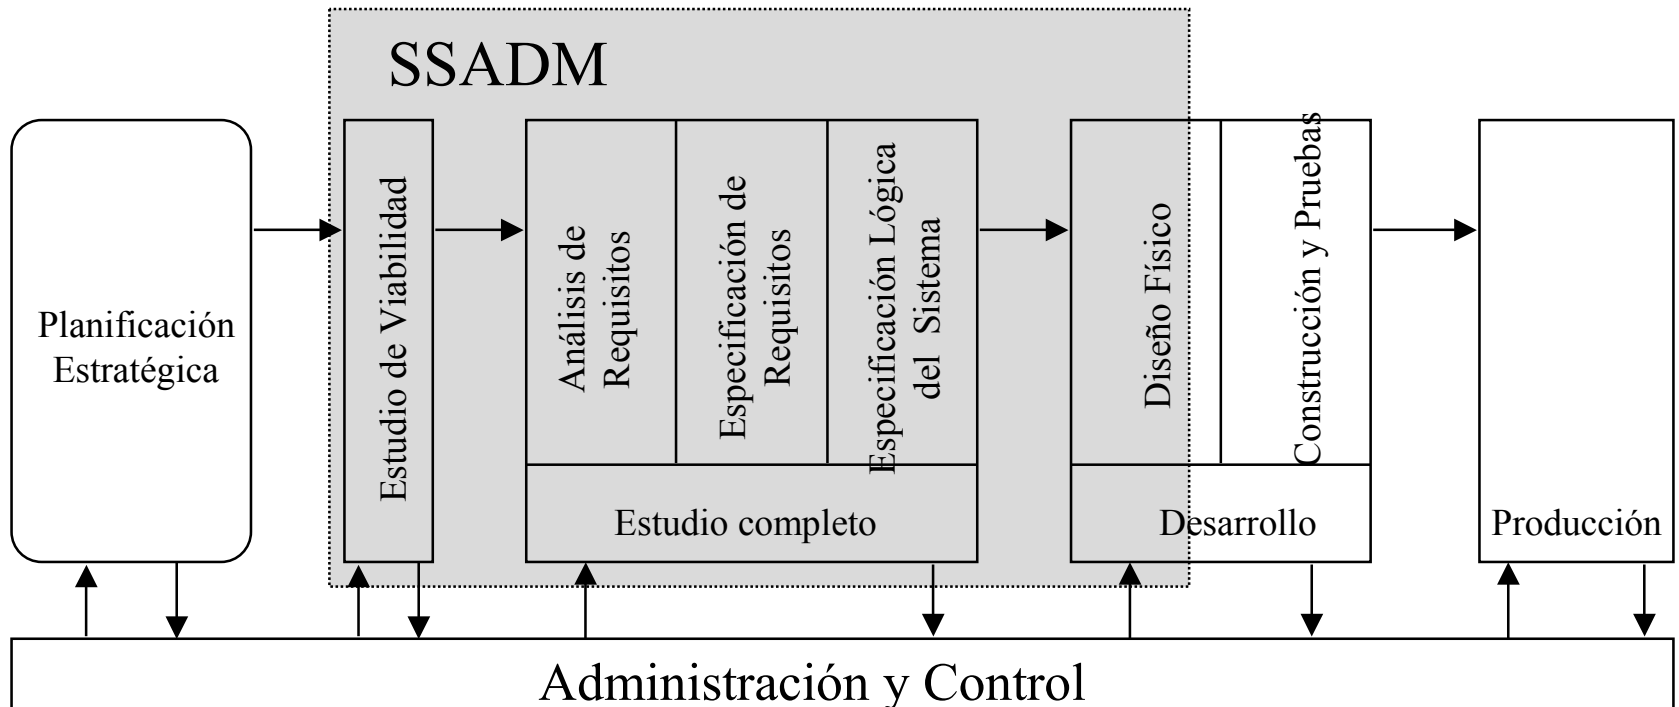 SSADM
Planificación
Estratégica
Estudio de Viabilidad
Análisis de
Requisitos
Especificación de
Requisitos
Especificación Lógica
del Sistema
Estudio completo
Diseño Físico
Construcción y Pruebas
Desarrollo
Producción
Administración y Control